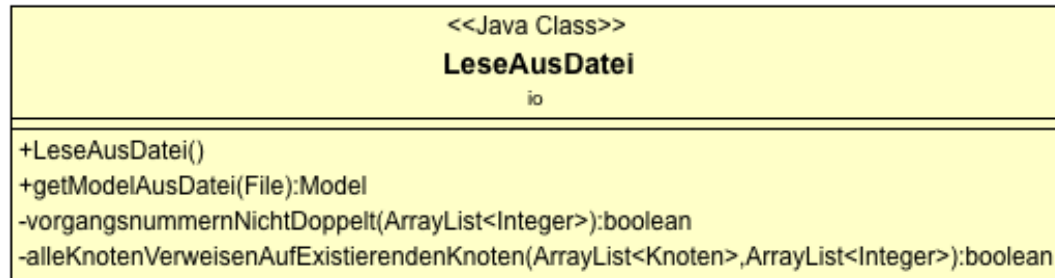 <<Java Class>>
LeseAusDatei
io
+LeseAusDatei()
+getModelAusDatei(File):Model
-vorgangsnummernNichtDoppelt(ArrayList<Integer>):boolean
-alleKnotenVerweisenAufExistierendenKnoten(ArrayList<Knoten>,ArrayList<Integer>):boolean